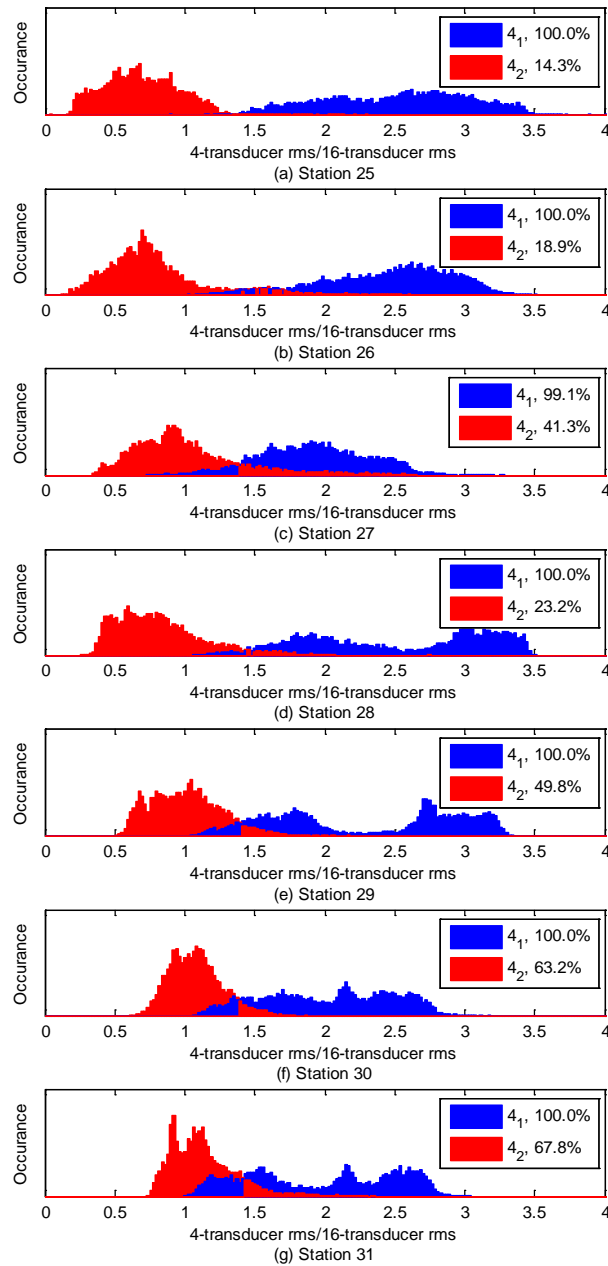 4₁, 100.0%
4₂, 14.3%
Occurance
0 0.5 1 1.5 2 2.5 3 3.5 4
4-transducer rms/16-transducer rms
(a) Station 25
4₁, 100.0%
4₂, 18.9%
Occurance
0 0.5 1 1.5 2 2.5 3 3.5 4
4-transducer rms/16-transducer rms
(b) Station 26
4₁, 99.1%
4₂, 41.3%
Occurance
0 0.5 1 1.5 2 2.5 3 3.5 4
4-transducer rms/16-transducer rms
(c) Station 27
4₁, 100.0%
4₂, 23.2%
Occurance
0 0.5 1 1.5 2 2.5 3 3.5 4
4-transducer rms/16-transducer rms
(d) Station 28
4₁, 100.0%
4₂, 49.8%
Occurance
0 0.5 1 1.5 2 2.5 3 3.5 4
4-transducer rms/16-transducer rms
(e) Station 29
4₁, 100.0%
4₂, 63.2%
Occurance
0 0.5 1 1.5 2 2.5 3 3.5 4
4-transducer rms/16-transducer rms
(f) Station 30
4₁, 100.0%
4₂, 67.8%
Occurance
0 0.5 1 1.5 2 2.5 3 3.5 4
4-transducer rms/16-transducer rms
(g) Station 31